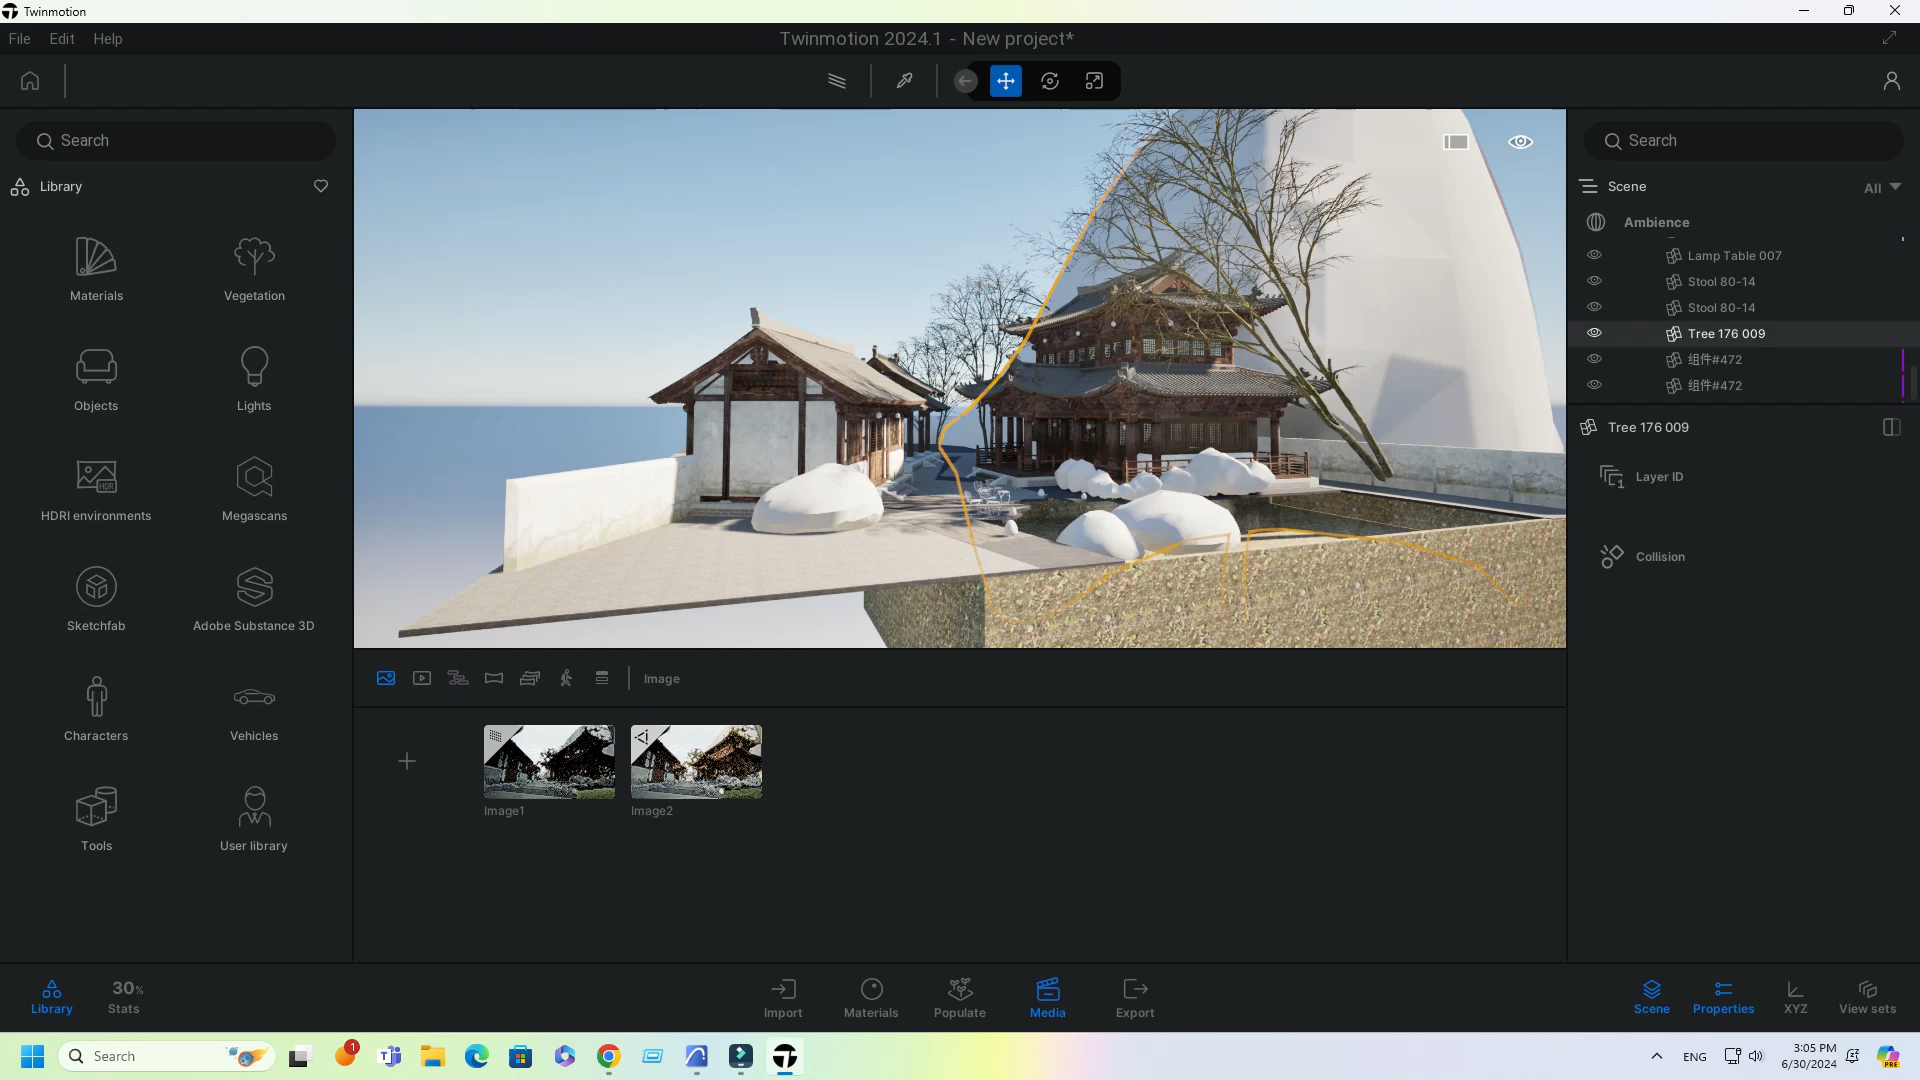 Twinmotion
File Edit Help
Twinmotion 2024.1 - New project*
Search
Library
Materials
Vegetation
Objects
Lights
HDR
HDRI environments
Megascans
Sketchfab
Adobe Substance 3D
Characters
Vehicles
Tools
User library
Image
Image1
Image2
Search
Scene
All
Ambience
Lamp Table 007
Stool 80-14
Stool 80-14
Tree 176 009
组件#472
组件#472
Tree 176 009
1
Layer ID
Collision
Library
30%
Stats
Import
Materials
Populate
Media
Export
Scene
Properties
XYZ
View sets
Search
1
ENG
3:05 PM
6/30/2024
PRE